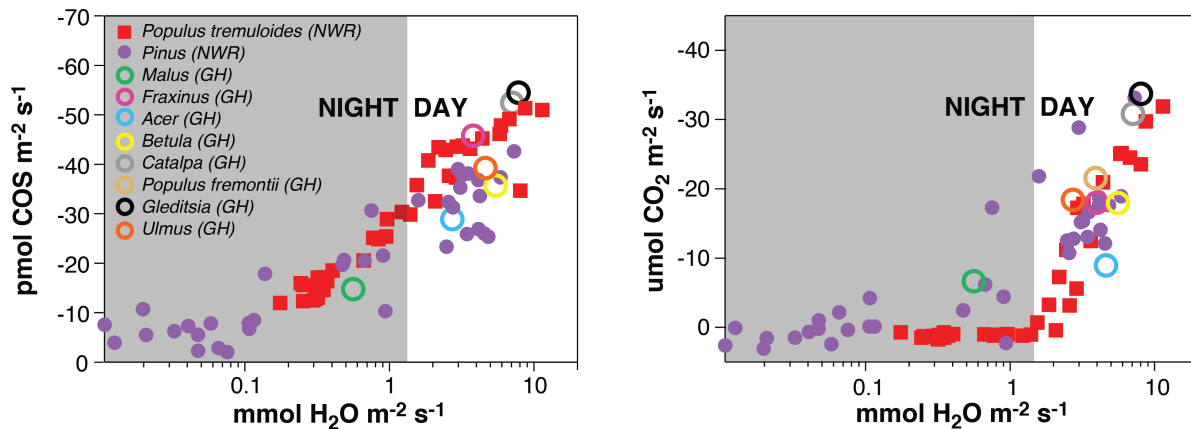 -70
-60
-50
-40
-30
-20
-10
0
pmol COS m-2 s-1
Populus tremuloides (NWR)
Pinus (NWR)
Malus (GH)
Fraxinus (GH)
Acer (GH)
Betula (GH)
Catalpa (GH)
Populus fremontii (GH)
Gleditsia (GH)
Ulmus (GH)
NIGHT DAY
0.1 1 10
mmol H2O m-2 s-1
-40
-30
-20
-10
0
umol CO2 m-2 s-1
NIGHT DAY
0.1 1 10
mmol H2O m-2 s-1